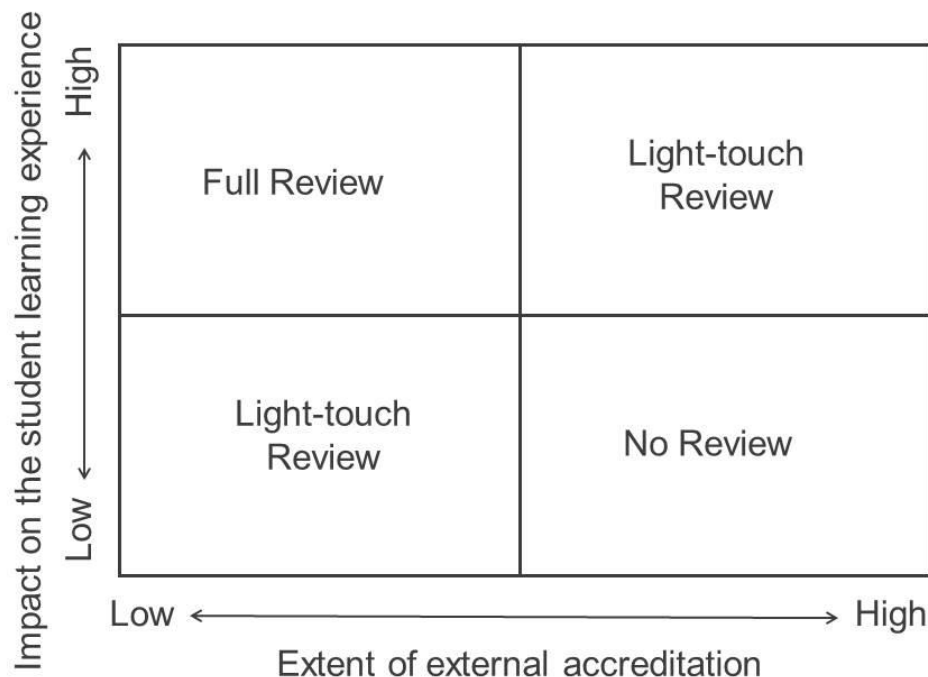 Impact on the student learning experience
High
Low
Full Review
Light-touch
Review
Light-touch
Review
No Review
Low
High
Extent of external accreditation